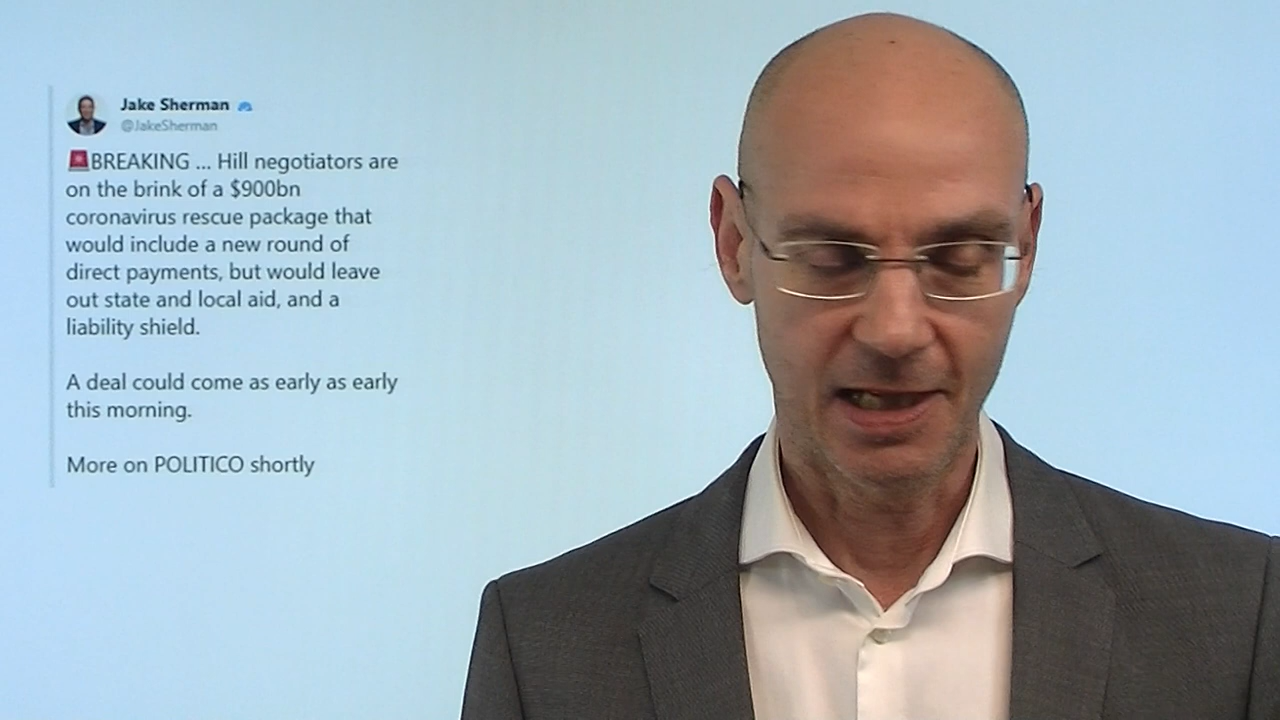 Jake Sherman
@JakeSherman
🚨BREAKING ... Hill negotiators are
on the brink of a $900bn
coronavirus rescue package that
would include a new round of
direct payments, but would leave
out state and local aid, and a
liability shield.
A deal could come as early as early
this morning.
More on POLITICO shortly